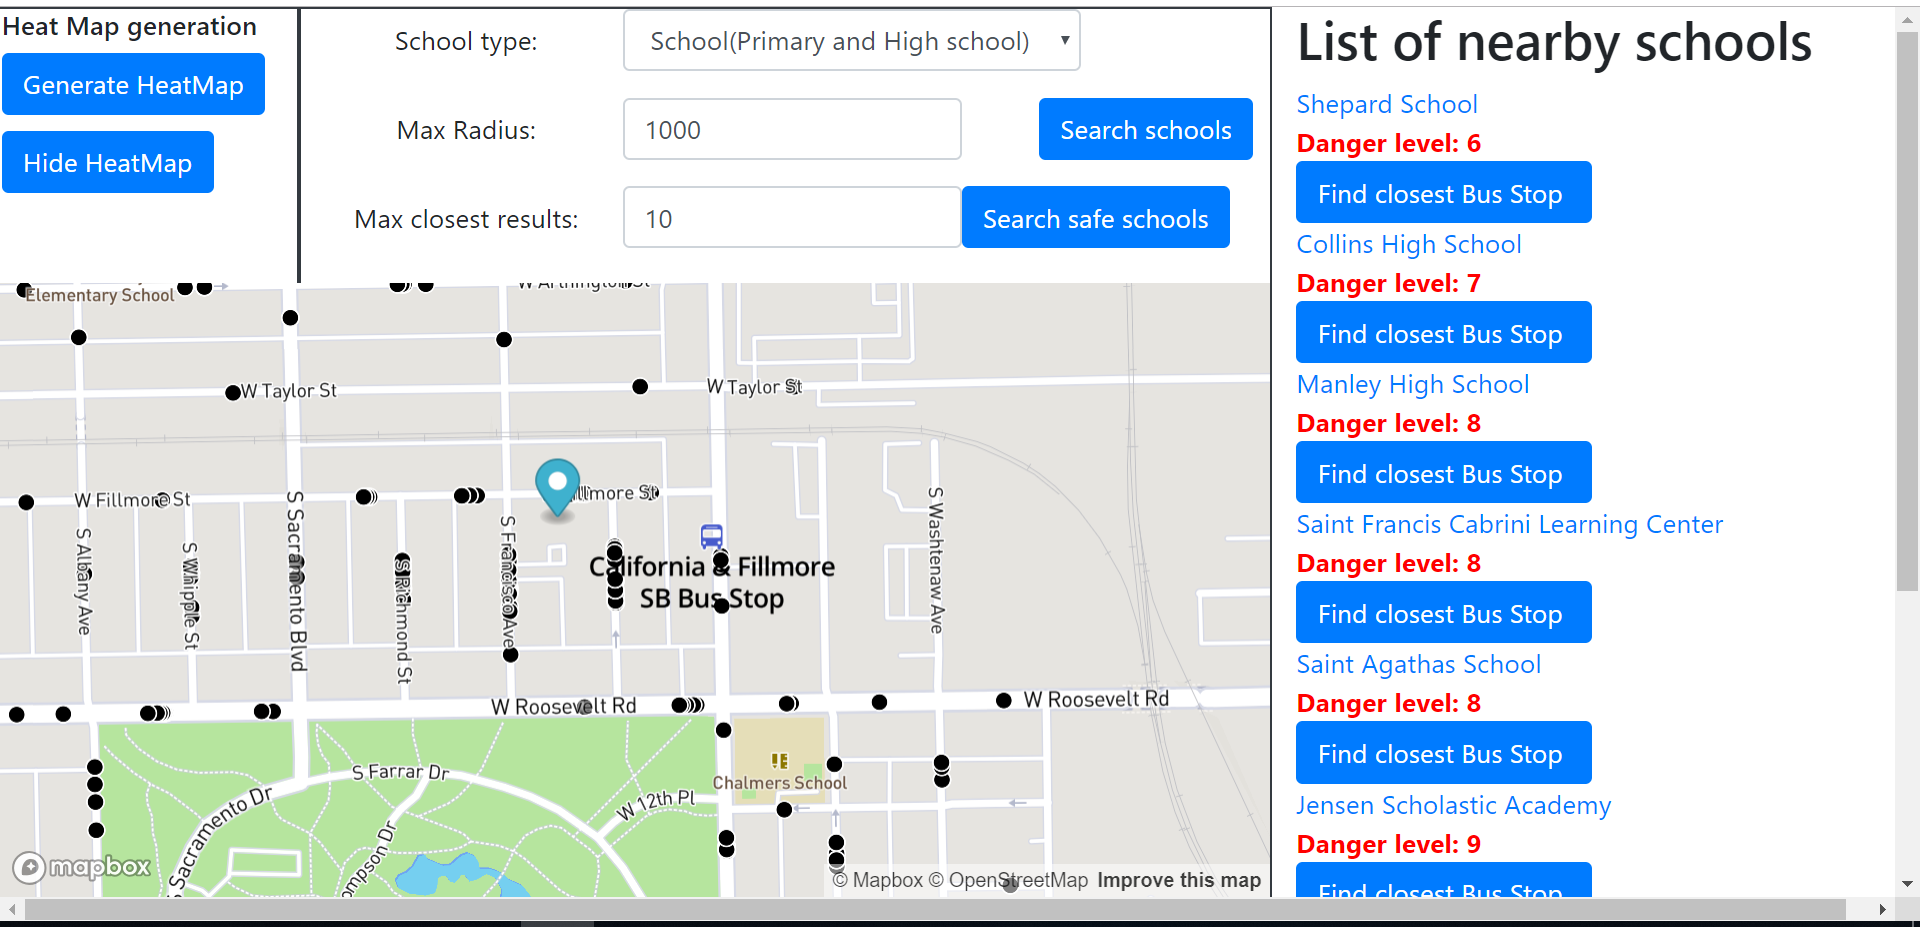 Heat Map generation
Generate HeatMap
Hide HeatMap
School type:
School(Primary and High school)
Max Radius:
1000
Search schools
Max closest results:
10
Search safe schools
List of nearby schools
Shepard School
Danger level: 6
Find closest Bus Stop
Collins High School
Danger level: 7
Find closest Bus Stop
Manley High School
Danger level: 8
Find closest Bus Stop
Saint Francis Cabrini Learning Center
Danger level: 8
Find closest Bus Stop
Saint Agathas School
Danger level: 8
Find closest Bus Stop
Jensen Scholastic Academy
Danger level: 9
Find closest Bus Stop
Elementary School
W Arthington St
W Taylor St
W Taylor St
W Fillmore St
Fillmore St
S Albany Ave
S Whipple St
S Sacramento Blvd
S Richmond St
S Francisco Ave
S Washtenaw Ave
California & Fillmore
SB Bus Stop
W Roosevelt Rd
W Roosevelt Rd
Chalmers School
S Farrar Dr
W 12th Pl
S Sacramento Dr
ompson Dr
mapbox
© Mapbox © OpenStreetMap Improve this map